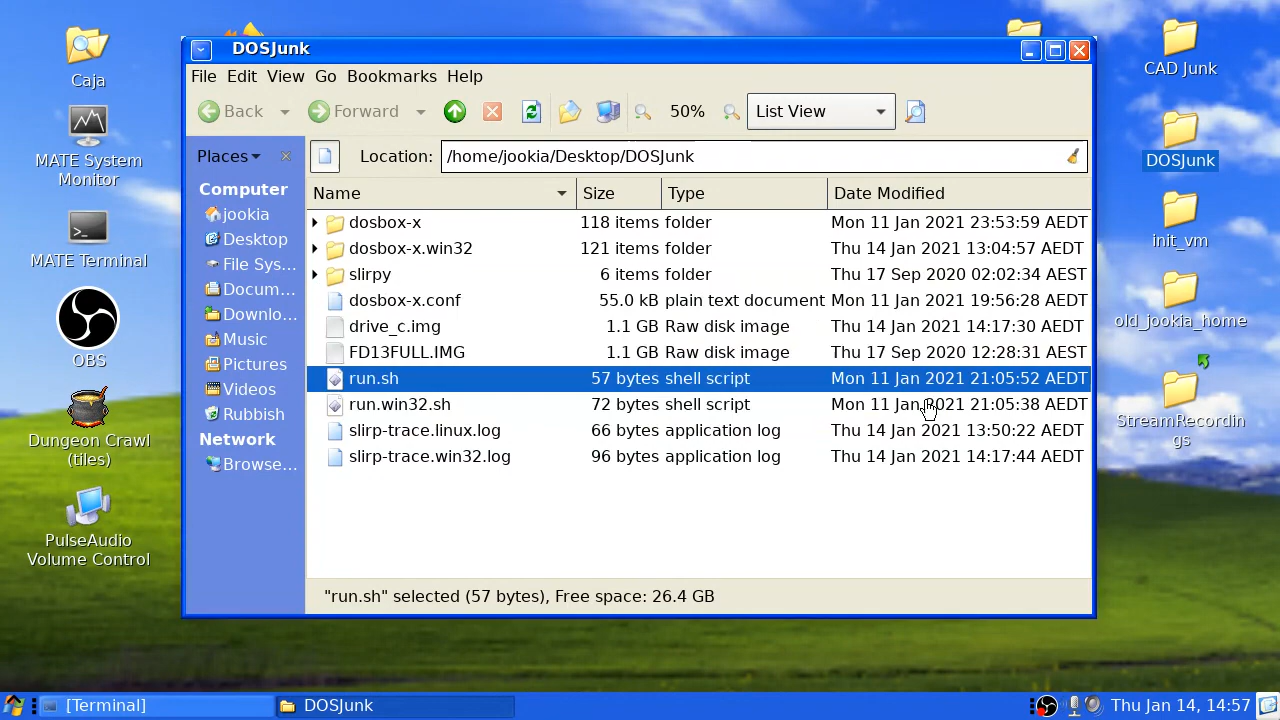 Caja
MATE System
Monitor
MATE Terminal
OBS
Dungeon Crawl
(tiles)
PulseAudio
Volume Control
DOSJunk
File Edit View Go Bookmarks Help
Back Forward 50% List View
Places Location: /home/jookia/Desktop/DOSJunk
Computer
jookia
Desktop
File Sys...
Docum...
Downlo...
Music
Pictures
Videos
Rubbish
Network
Browse...
Name Size Type Date Modified
dosbox-x 118 items folder Mon 11 Jan 2021 23:53:59 AEDT
dosbox-x.win32 121 items folder Thu 14 Jan 2021 13:04:57 AEDT
slirpy 6 items folder Thu 17 Sep 2020 02:02:34 AEST
dosbox-x.conf 55.0 kB plain text document Mon 11 Jan 2021 19:56:28 AEDT
drive_c.img 1.1 GB Raw disk image Thu 14 Jan 2021 14:17:30 AEDT
FD13FULL.IMG 1.1 GB Raw disk image Thu 17 Sep 2020 12:28:31 AEST
run.sh 57 bytes shell script Mon 11 Jan 2021 21:05:52 AEDT
run.win32.sh 72 bytes shell script Mon 11 Jan 2021 21:05:38 AEDT
slirp-trace.linux.log 66 bytes application log Thu 14 Jan 2021 13:50:22 AEDT
slirp-trace.win32.log 96 bytes application log Thu 14 Jan 2021 14:17:44 AEDT
"run.sh" selected (57 bytes), Free space: 26.4 GB
CAD Junk
DOSJunk
init_vm
old_jookia_home
StreamRecordin
gs
[Terminal] DOSJunk Thu Jan 14, 14:57